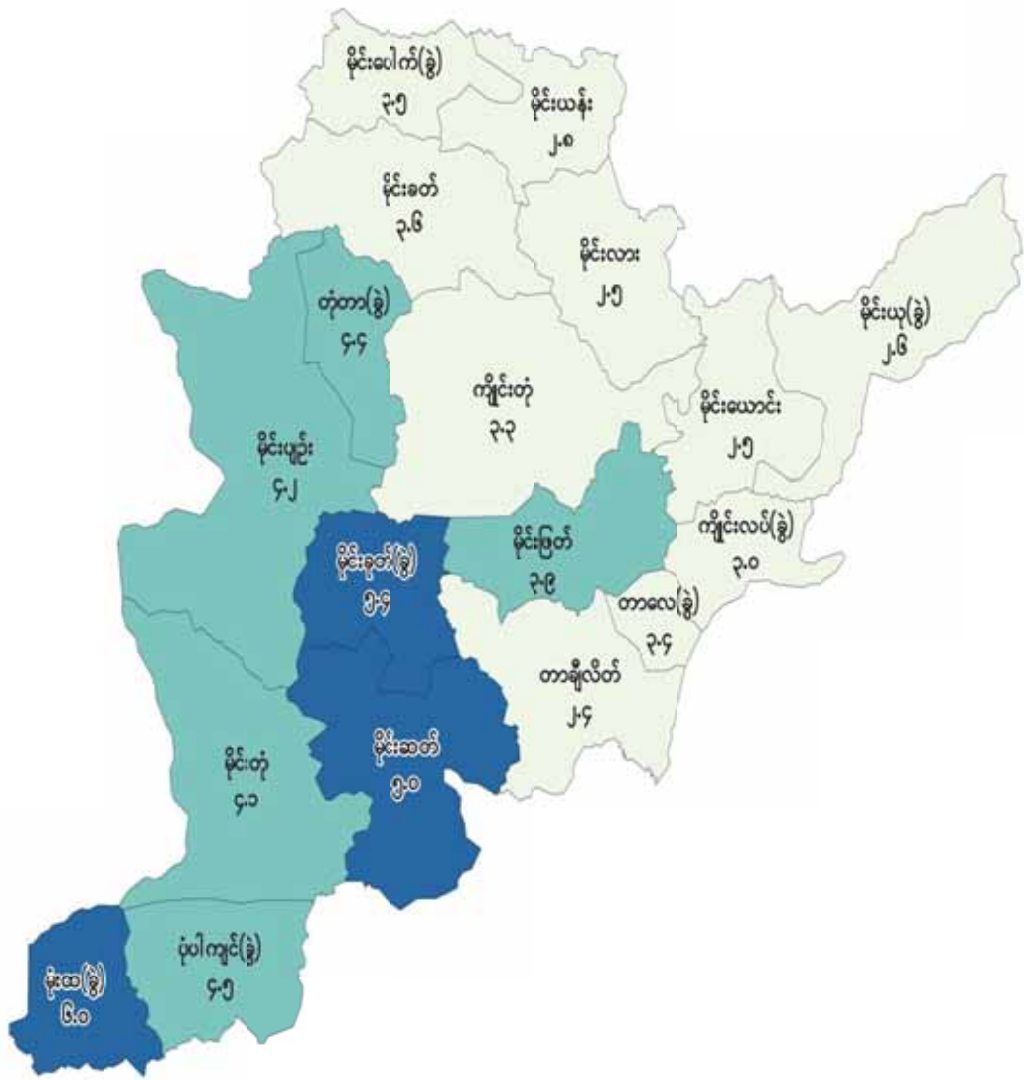 မိုင်းပေါက်(ခွဲ)
၃.၅
မိုင်းယန်း
၂.၈
မိုင်းခတ်
၃.၆
မိုင်းလား
၂.၅
တုံတာ(ခွဲ)
၄.၄
မိုင်းယု(ခွဲ)
၂.၆
ကျိုင်းတုံ
၃.၃
မိုင်းယောင်း
၂.၅
မိုင်းပျဉ်း
၄.၂
ကျိုင်းလပ်(ခွဲ)
၃.၀
မိုင်းဖြတ်
၃.၉
မိုင်းခုတ်(ခွဲ)
၅.၄
တာလေ(ခွဲ)
၃.၄
တာချီလိတ်
၂.၄
မိုင်းဆတ်
၅.၀
မိုင်းတုံ
၄.၁
ပုံပါကျင်(ခွဲ)
၄.၅
မုံးထ(ခွဲ)
၆.၀